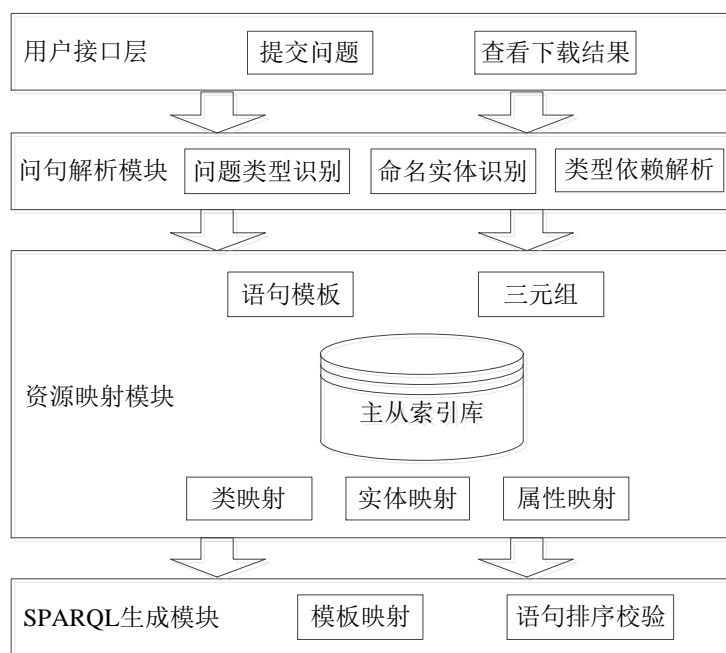 用户接口层 提交问题 查看下载结果
问句解析模块 问题类型识别 命名实体识别 类型依赖解析
语句模板 三元组
资源映射模块 主从索引库
类映射 实体映射 属性映射
SPARQL生成模块 模板映射 语句排序校验